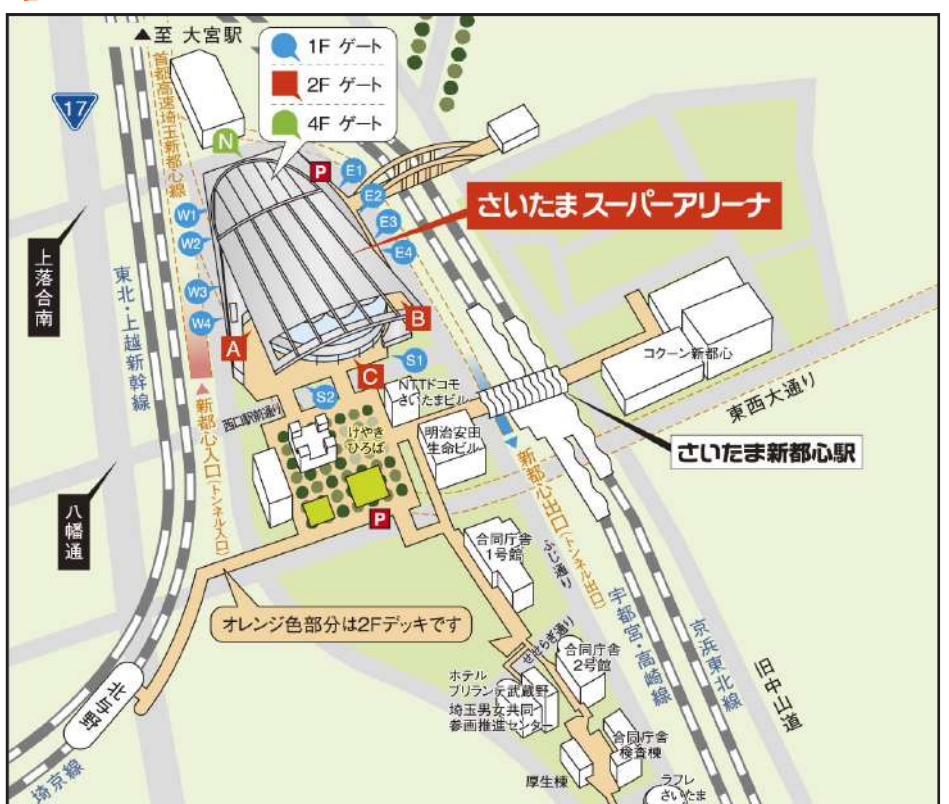 ▲至 大宮駅
1F ゲート
2F ゲート
4F ゲート
17
首都高速埼玉新都心線
N
P
E1
E2
E3
E4
W1
W2
W3
W4
さいたまスーパーアリーナ
上落合南
東北・上越新幹線
A
B
C
S1
S2
コクーン新都心
NTTドコモ
さいたまビル
東西大通り
西口駅前通り
けやき
ひろば
明治安田
生命ビル
さいたま新都心駅
新都心入口(トンネル入口)
新都心出口(トンネル出口)
八幡通
P
合同庁舎
1号館
ふじ通り
オレンジ色部分は2Fデッキです
宇都宮・高崎線
京浜東北線
旧中山道
せせらぎ通り
合同庁舎
2号館
北与野
ホテル
ブリランテ武蔵野
埼玉男女共同
参画推進センター
合同庁舎
検査棟
厚生棟
ラフレ
さいたま
埼京線